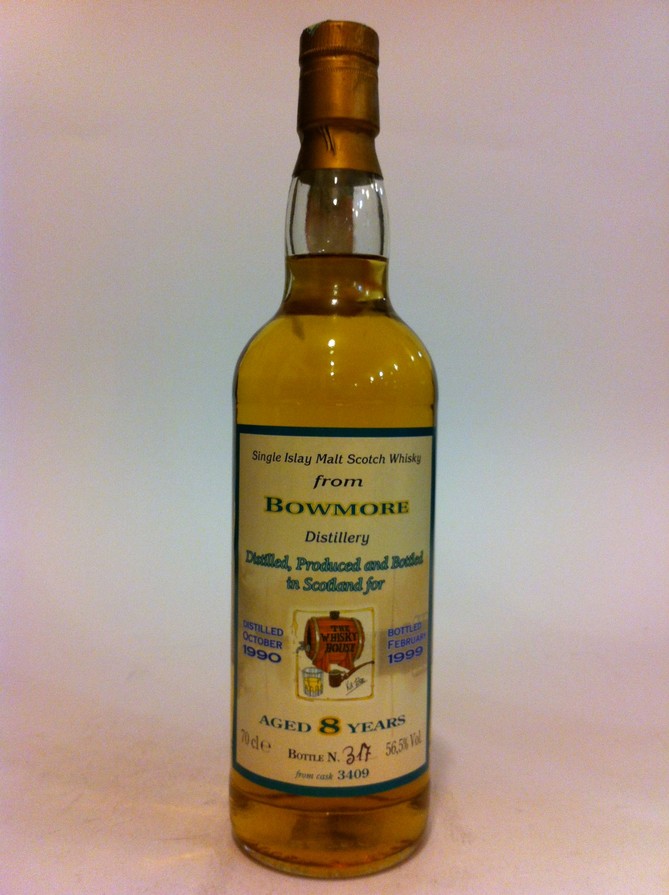 Single Islay Malt Scotch Whisky
from
BOWMORE
Distillery
Distilled, Produced and Bottled
in Scotland for
DISTILLED
OCTOBER
1990
THE
WHISKY
HOUSE
BOTTLED
FEBRUARY
1999
AGED 8 YEARS
70 cl e
BOTTLE N. 317
56,5% Vol.
from cask 3409